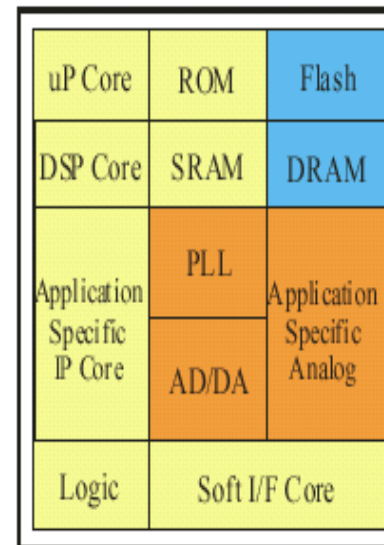 uP Core
ROM
Flash
DSP Core
SRAM
DRAM
Application
Specific
IP Core
PLL
AD/DA
Application
Specific
Analog
Logic
Soft I/F Core